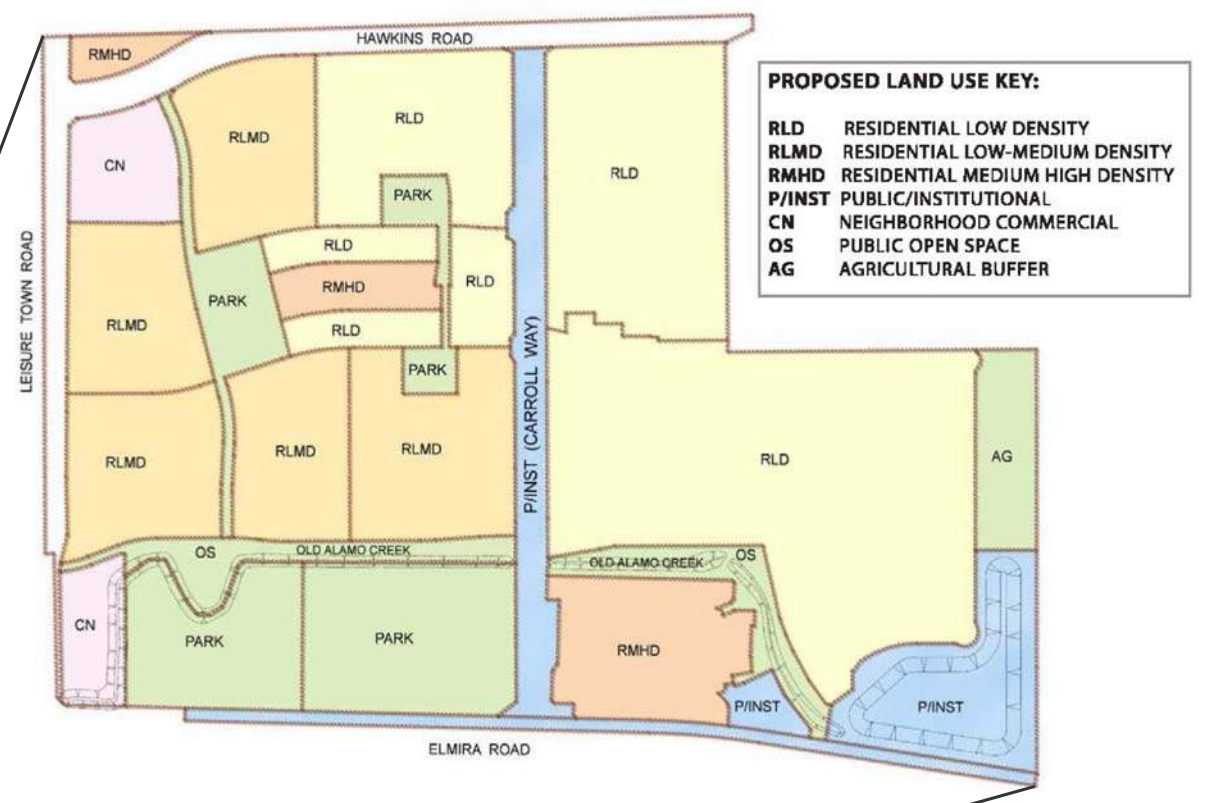 HAWKINS ROAD
RMHD
PROPOSED LAND USE KEY:
RLD RESIDENTIAL LOW DENSITY
RLMD RESIDENTIAL LOW-MEDIUM DENSITY
RMHD RESIDENTIAL MEDIUM HIGH DENSITY
P/INST PUBLIC/INSTITUTIONAL
CN NEIGHBORHOOD COMMERCIAL
OS PUBLIC OPEN SPACE
AG AGRICULTURAL BUFFER
RLD
RLMD
CN
RLD
PARK
RLD
RLD
RMHD
PARK
RLD
RLMD
LEISURE TOWN ROAD
PARK
P/INST (CARROLL WAY)
RLMD
RLMD
RLMD
RLD
AG
OS
OLD ALAMO CREEK
OLD ALAMO CREEK
OS
CN
PARK
PARK
RMHD
P/INST
P/INST
ELMIRA ROAD